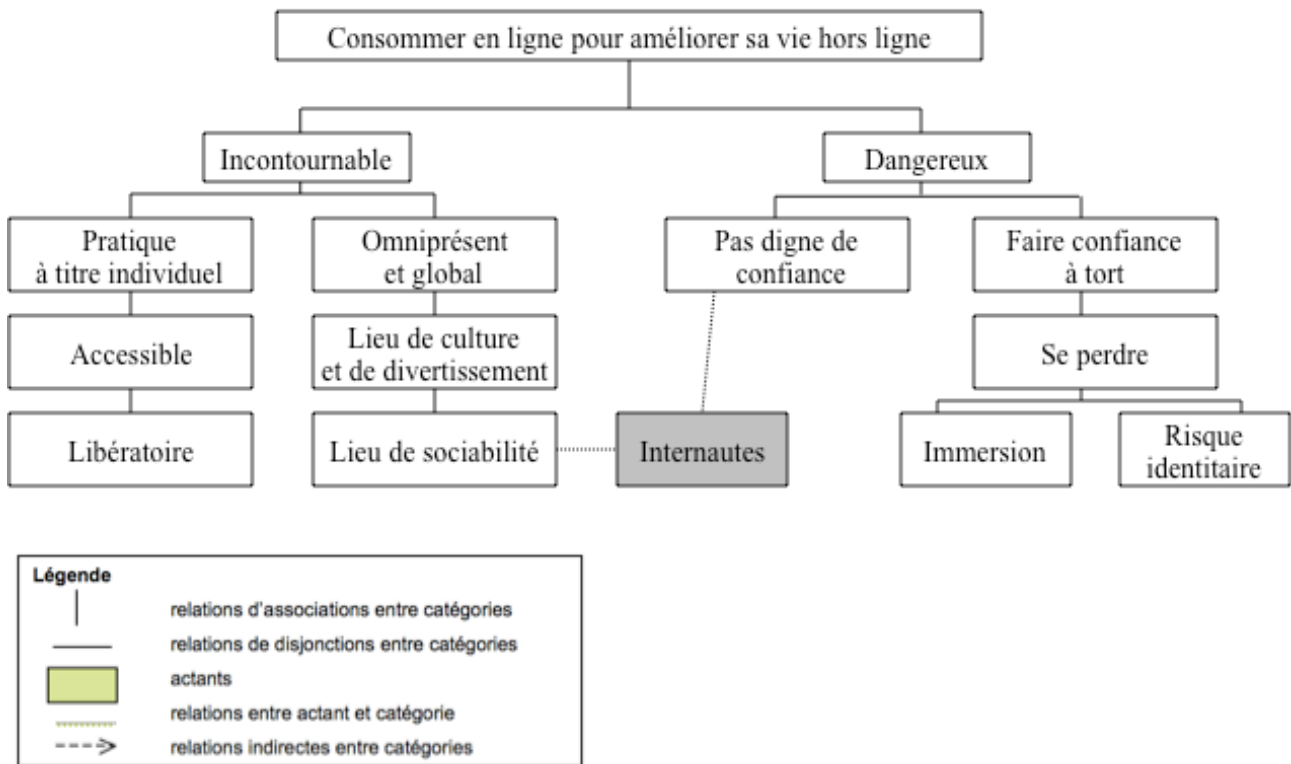 Consommer en ligne pour améliorer sa vie hors ligne
Incontournable
Dangereux
Pratique
à titre individuel
Omniprésent
et global
Pas digne de
confiance
Faire confiance
à tort
Accessible
Lieu de culture
et de divertissement
Se perdre
Libératoire
Lieu de sociabilité
Internautes
Immersion
Risque
identitaire
Légende
relations d'associations entre catégories
relations de disjonctions entre catégories
actants
relations entre actant et catégorie
relations indirectes entre catégories